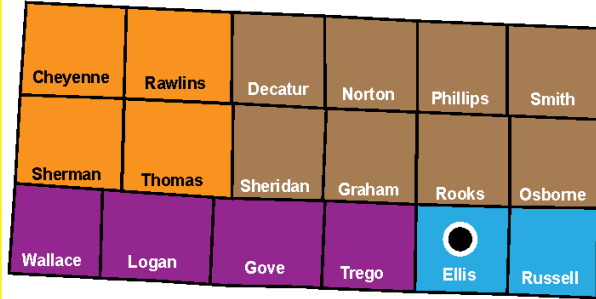 Cheyenne
Rawlins
Decatur
Norton
Phillips
Smith
Sherman
Thomas
Sheridan
Graham
Rooks
Osborne
Wallace
Logan
Gove
Trego
Ellis
Russell